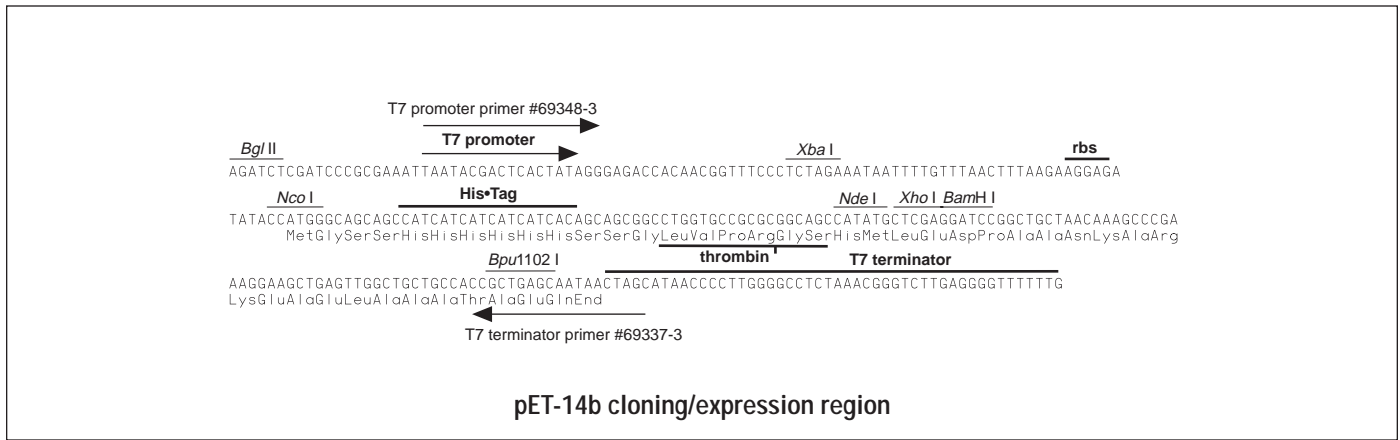 T7 promoter primer #69348-3
Bgl II T7 promoter Xba I rbs
AGATCTCGATCCCGCGAAATTAATACGACTCACTATAGGGAGACCACAACGGTTTCCCTCTAGAAATAATTTTGTTTAACTTTAAGAAGGAGA
Nco I His•Tag Nde I Xho I BamH I
TATACCATGGGCAGCAGCCATCATCATCATCATCACAGCAGCGGCCTGGTGCCGCGCGGCAGCCATATGCTCGAGGATCCGGCTGCTAACAAAGCCCGA
MetGlySerSerHisHisHisHisHisHisSerSerGlyLeuValProArgGlySerHisMetLeuGluAspProAlaAlaAsnLysAlaArg
thrombin T7 terminator
Bpu1102 I
AAGGAAGCTGAGTTGGCTGCTGCCACCGCTGAGCAATAACTAGCATAACCCCTTGGGGCCTCTAAACGGGTCTTGAGGGGTTTTTTG
LysGluAlaGluLeuAlaAlaAlaThrAlaGluGlnEnd
T7 terminator primer #69337-3
pET-14b cloning/expression region